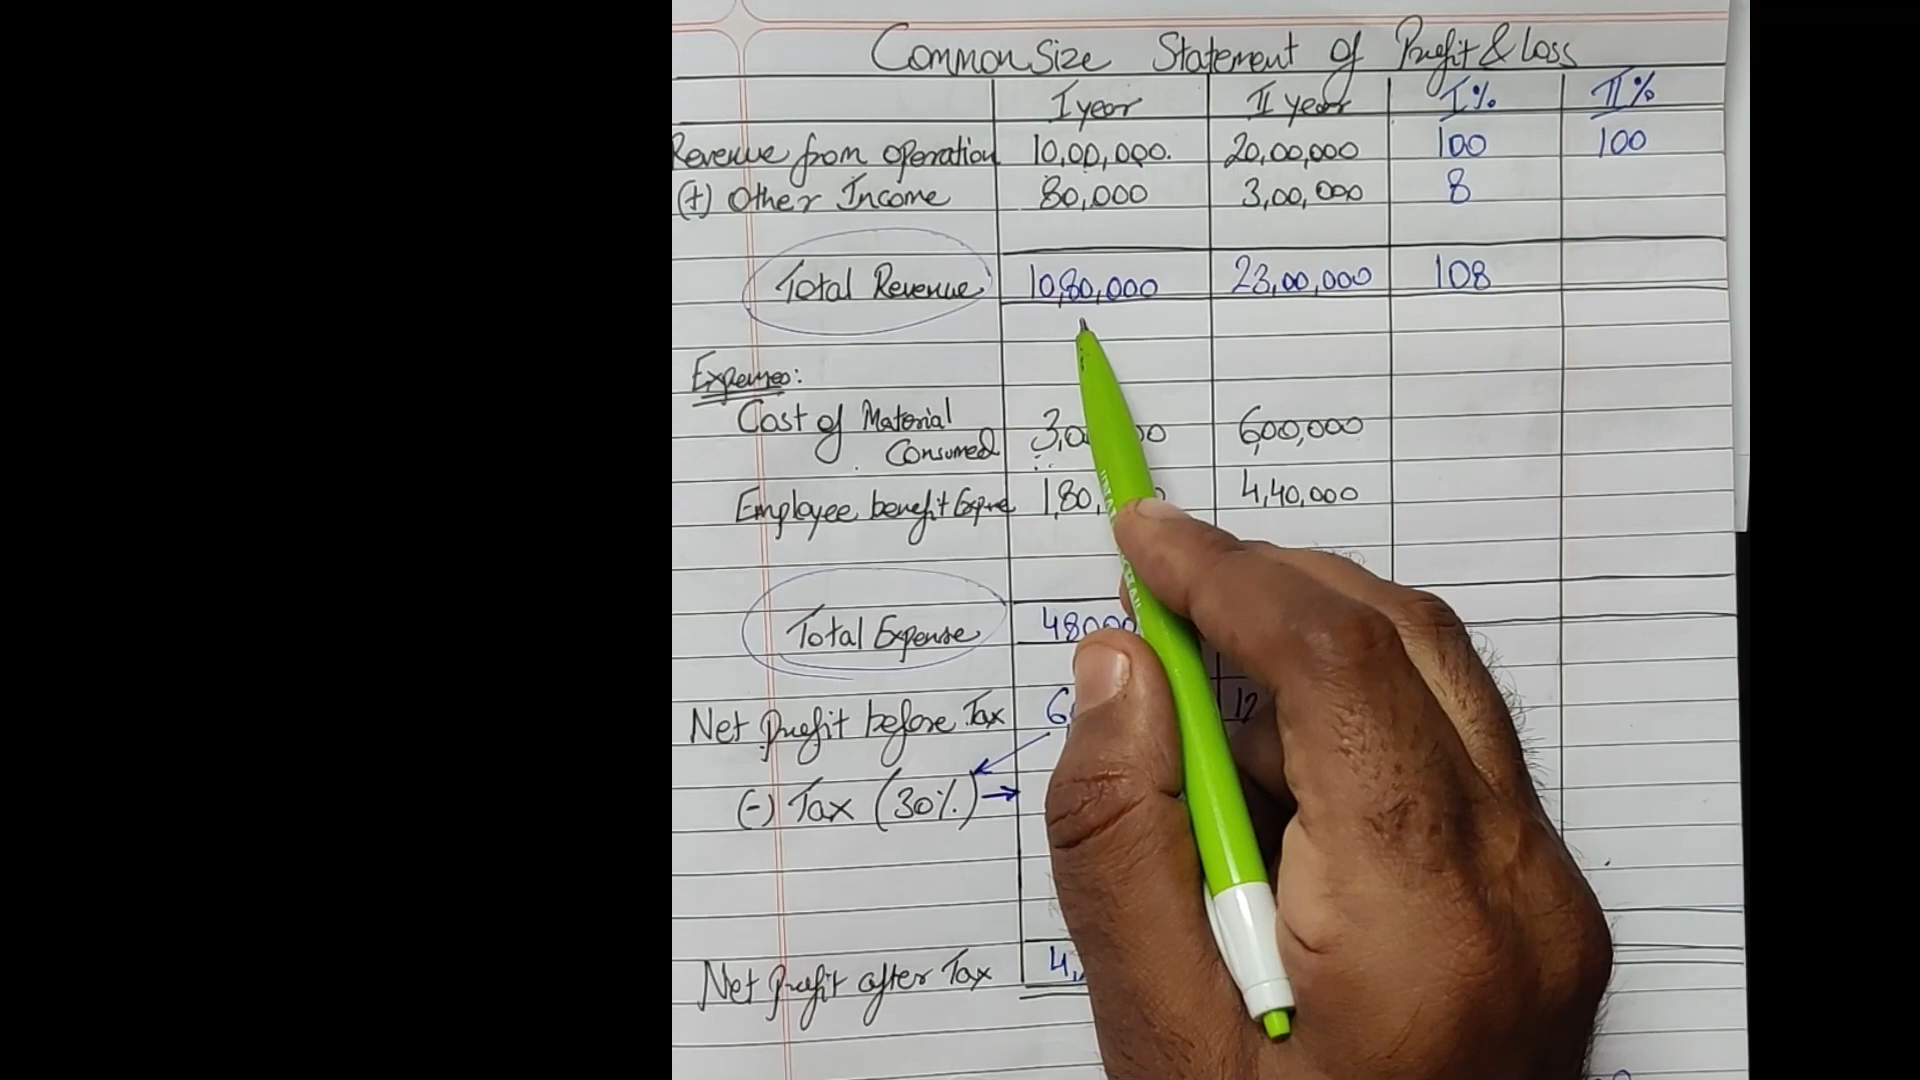 Common Size Statement of Profit & Loss
I year II year I% II%
Revenue from operation 10,00,000. 20,00,000 100 100
(+) Other Income 80,000 3,00,000 8
Total Revenue 10,80,000 23,00,000 108
Expenses:
Cost of Material
Consumed 6,00,000
Employee benefit 4,40,000
Total Expense
Net Profit before Tax
(-) Tax (30%) →
Net Profit after Tax